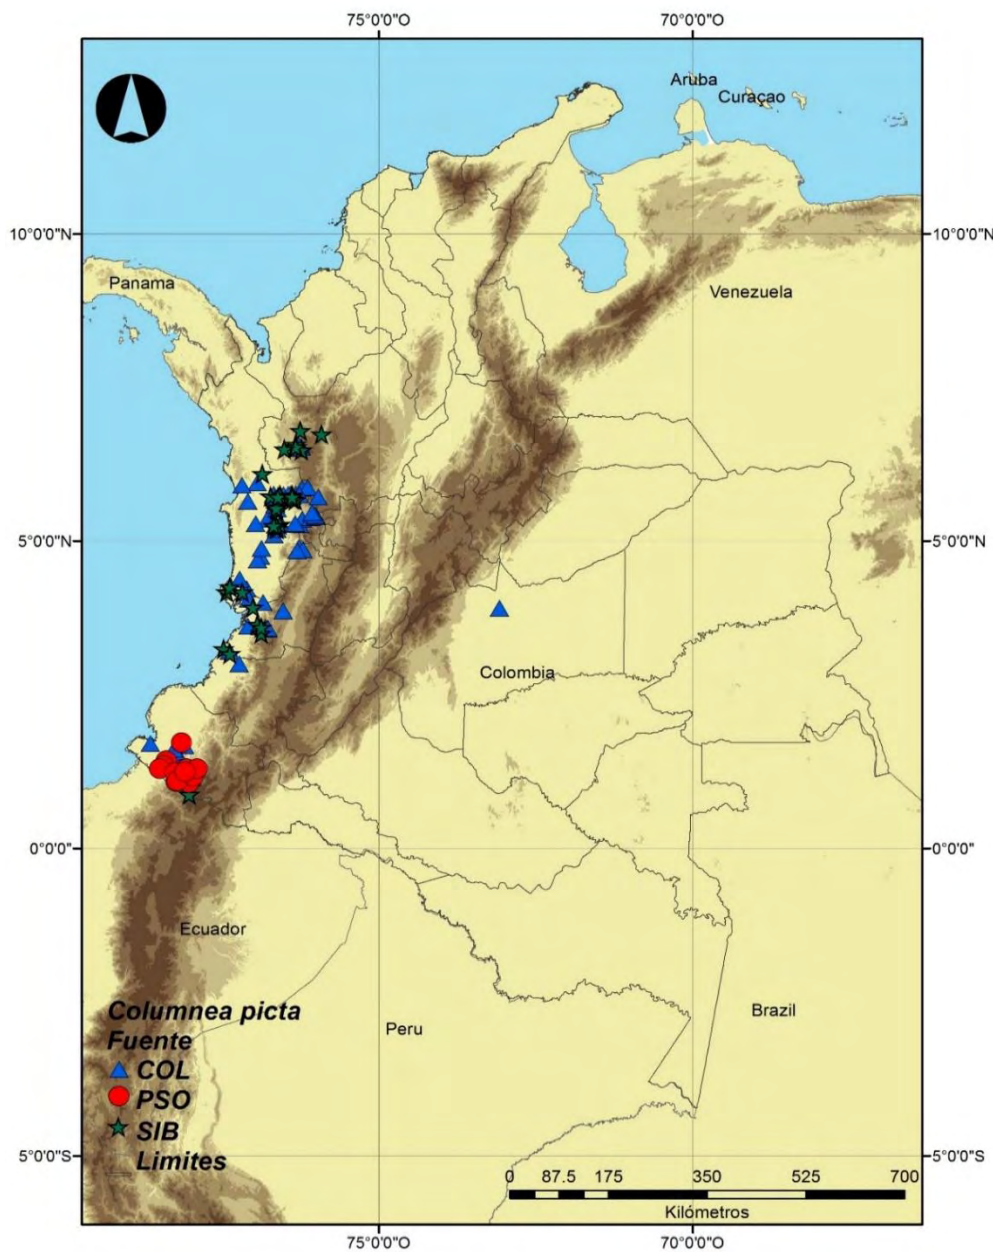 75°0'0"O 70°0'0"O
Aruba
Curaçao
10°0'0"N 10°0'0"N
Panama
Venezuela
5°0'0"N 5°0'0"N
Colombia
0°0'0" 0°0'0"
Ecuador
Columnea picta
Fuente
COL
PSO
SIB
Limites
Peru
Brazil
5°0'0"S 5°0'0"S
0 87.5 175 350 525 700
Kilómetros
75°0'0"O 70°0'0"O